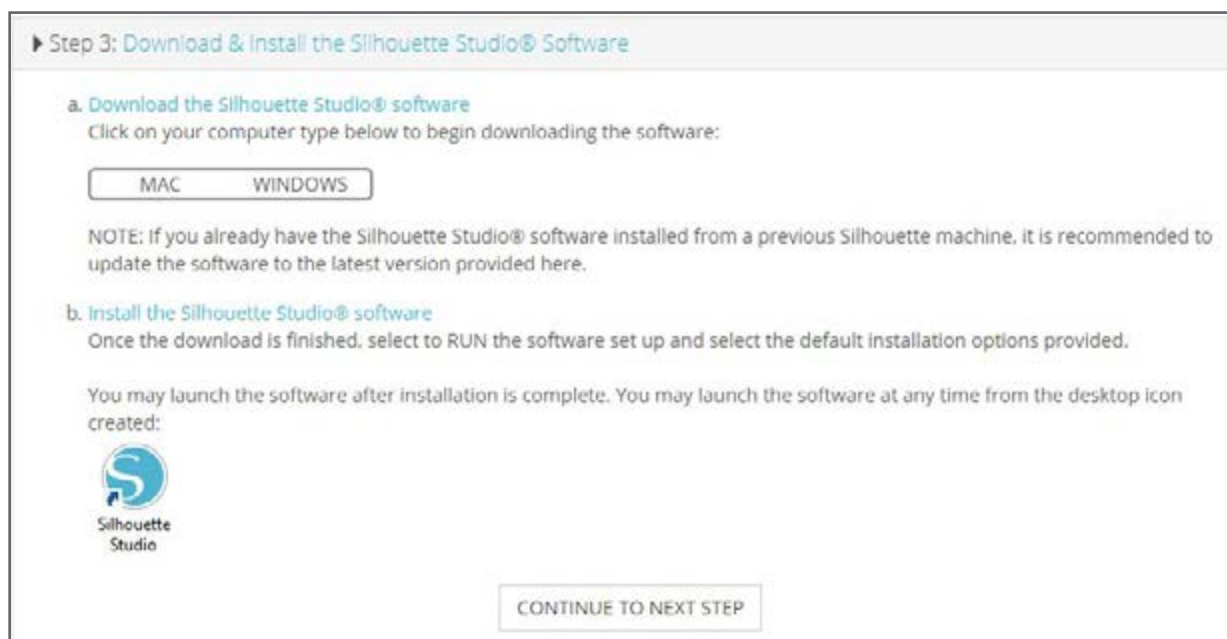 Step 3: Download & Install the Silhouette Studio® Software
a. Download the Silhouette Studio® software
Click on your computer type below to begin downloading the software:
MAC WINDOWS
NOTE: If you already have the Silhouette Studio® software installed from a previous Silhouette machine, it is recommended to
update the software to the latest version provided here.
b. Install the Silhouette Studio® software
Once the download is finished, select to RUN the software set up and select the default installation options provided.
You may launch the software after installation is complete. You may launch the software at any time from the desktop icon
created:
S
Silhouette
Studio
CONTINUE TO NEXT STEP